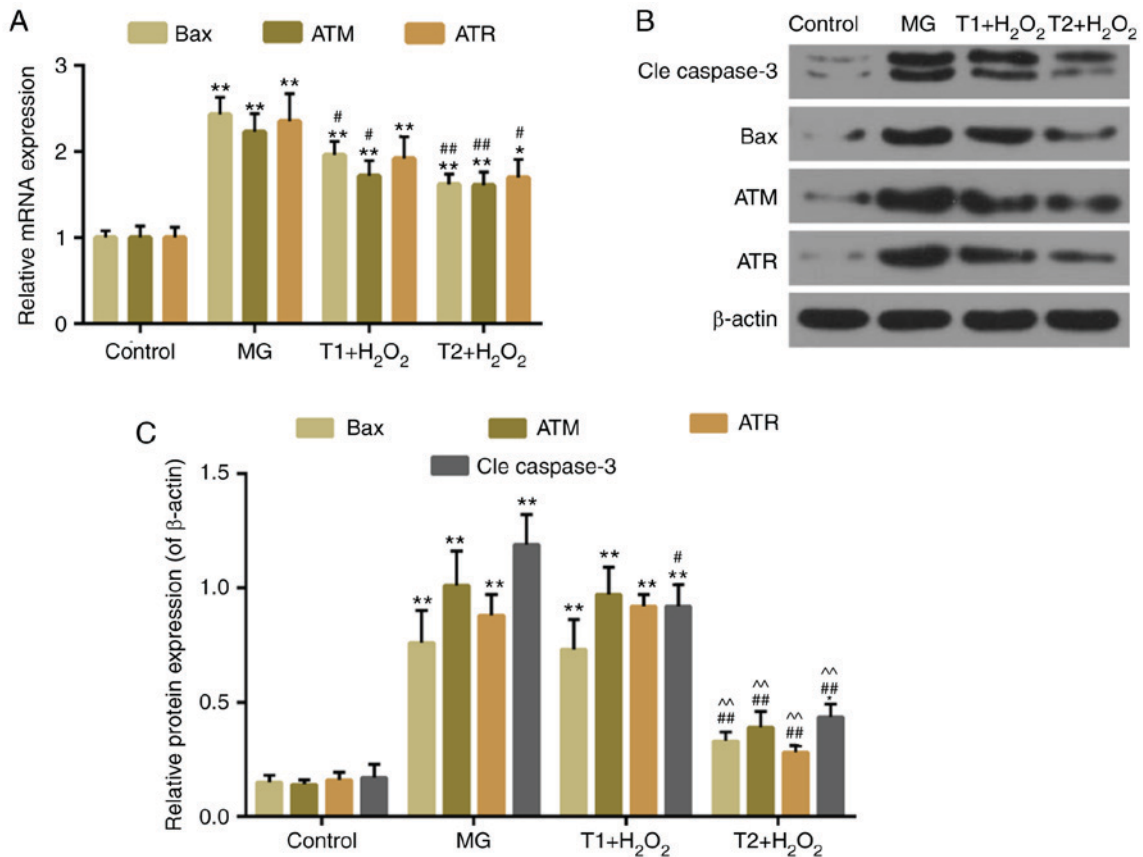 A
Bax ATM ATR
Relative mRNA expression
3
2
1
0
** ** **
# ** # ** **
## ** ## ** # *
Control MG T1+H₂O₂ T2+H₂O₂
B
Control MG T1+H₂O₂ T2+H₂O₂
Cle caspase-3
Bax
ATM
ATR
β-actin
C
Bax ATM ATR
Cle caspase-3
Relative protein expression (of β-actin)
1.5
1.0
0.5
0.0
** ** ** **
** ** ** # **
^^ ## ^^ ## ^^ ## ^^ ## *
Control MG T1+H₂O₂ T2+H₂O₂